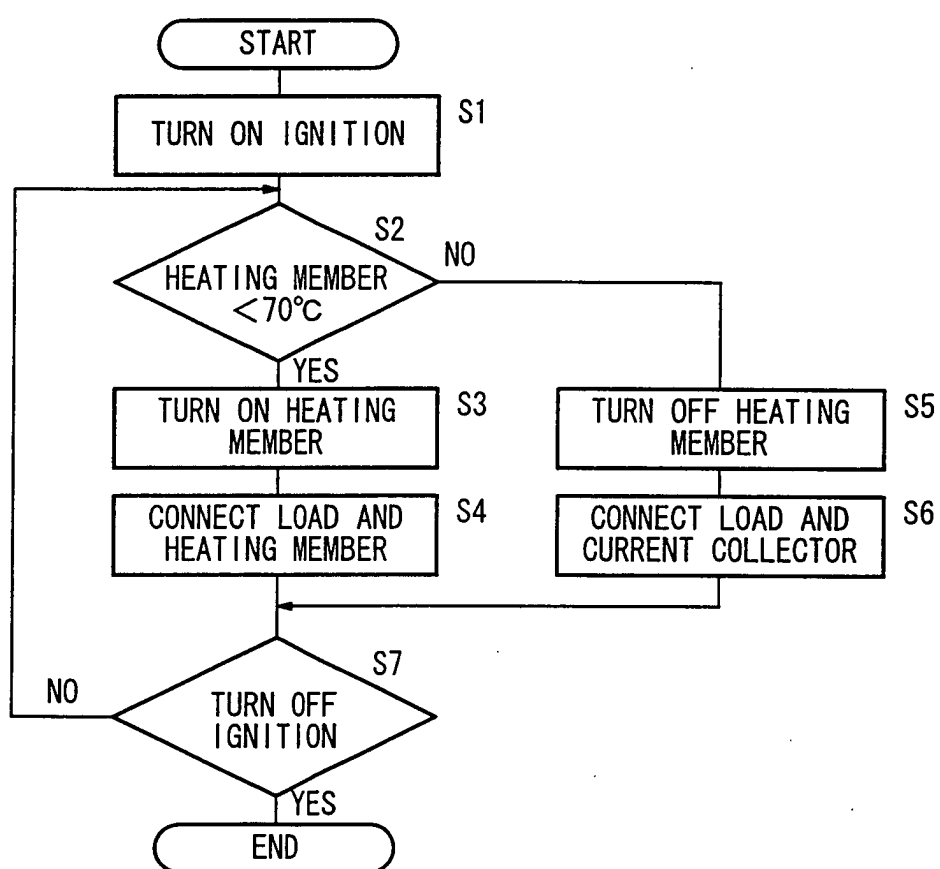 START
TURN ON IGNITION
S1
S2
HEATING MEMBER
<70℃
NO
YES
TURN ON HEATING
MEMBER
S3
TURN OFF HEATING
MEMBER
S5
CONNECT LOAD AND
HEATING MEMBER
S4
CONNECT LOAD AND
CURRENT COLLECTOR
S6
S7
NO
TURN OFF
IGNITION
YES
END